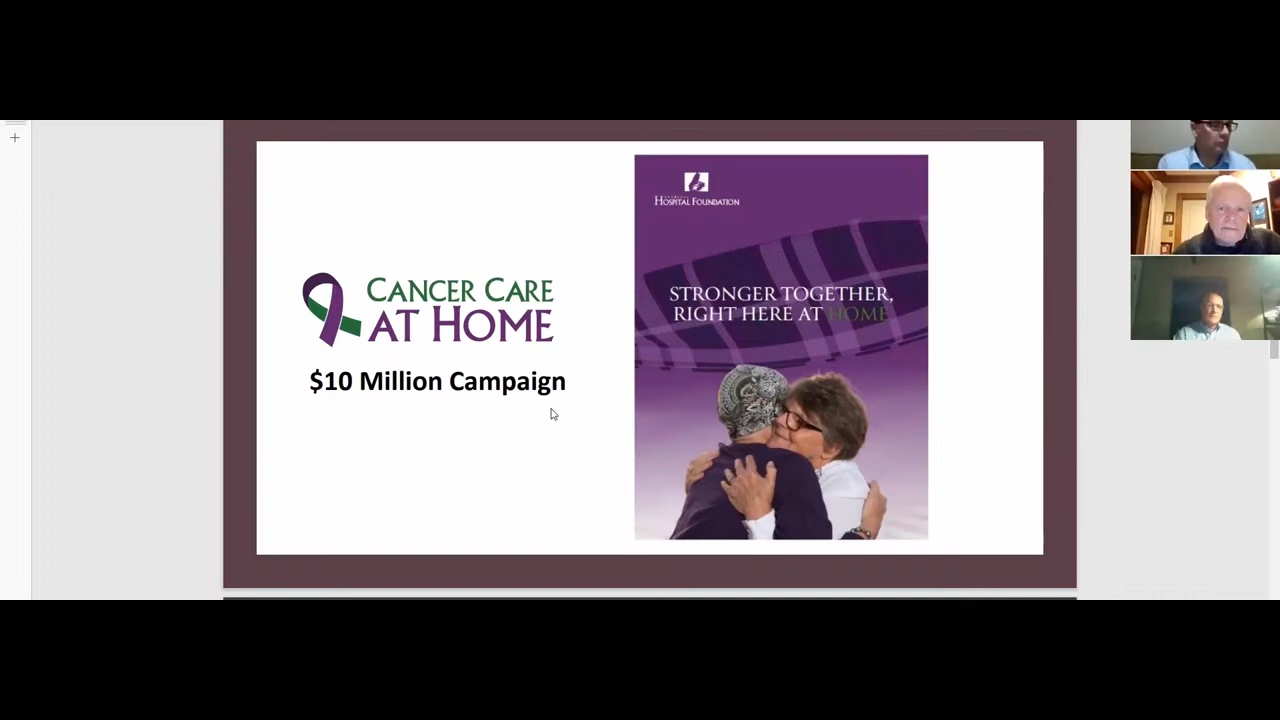 CANCER CARE
AT HOME
$10 Million Campaign
HOSPITAL FOUNDATION
STRONGER TOGETHER,
RIGHT HERE AT HOME